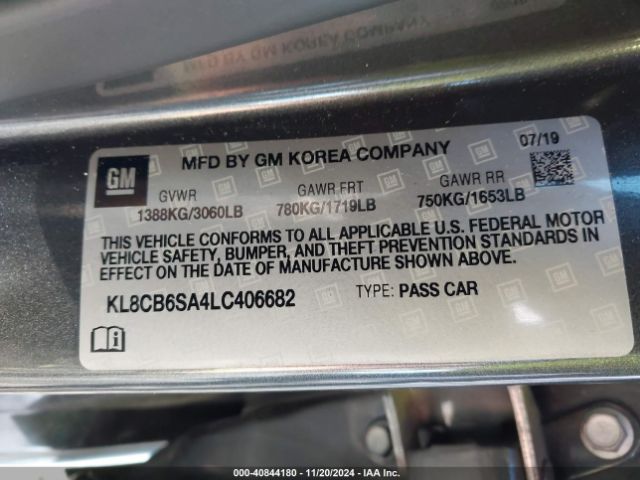 MFD BY GM KOREA COMPANY
07/19
GM
GVWR
GAWR FRT
GAWR RR
1388KG/3060LB
780KG/1719LB
750KG/1653LB
THIS VEHICLE CONFORMS TO ALL APPLICABLE U.S. FEDERAL MOTOR
VEHICLE SAFETY, BUMPER, AND THEFT PREVENTION STANDARDS IN
EFFECT ON THE DATE OF MANUFACTURE SHOWN ABOVE.
KL8CB6SA4LC406682
TYPE: PASS CAR
000-40844180 - 11/20/2024 - IAA Inc.